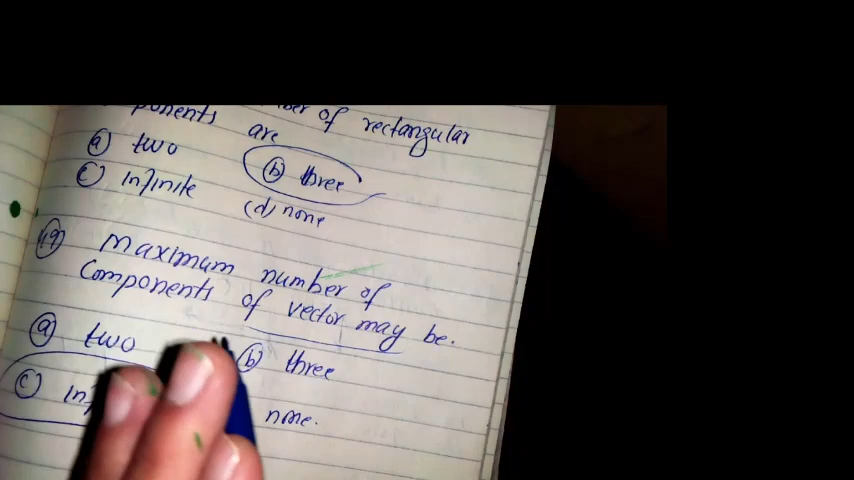 ponents of rectangular
are
(a) two (b) three
(c) infinite (d) none
49 Maximum number of
Components of vector may be.
(a) two (b) three
(c) none.